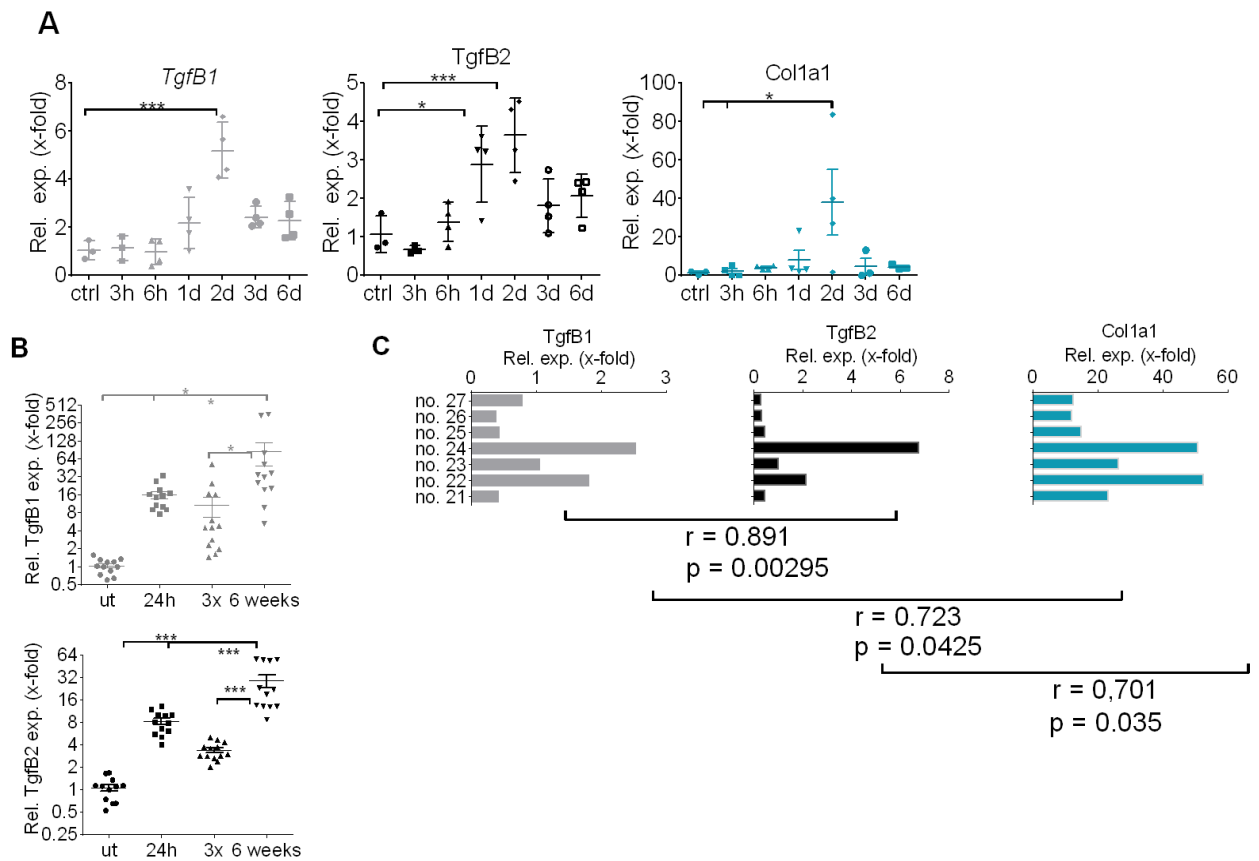 A
TgfB1
TgfB2
Col1a1
Rel. exp. (x-fold)
8
6
4
2
0
***
ctrl 3h 6h 1d 2d 3d 6d
Rel. exp. (x-fold)
5
4
3
2
1
0
***
*
ctrl 3h 6h 1d 2d 3d 6d
Rel. exp. (x-fold)
100
80
60
40
20
0
*
ctrl 3h 6h 1d 2d 3d 6d
B
Rel. TgfB1 exp. (x-fold)
512
256
128
64
32
16
8
4
2
1
0.5
*
*
*
ut 24h 3x 6 weeks
Rel. TgfB2 exp. (x-fold)
64
32
16
8
4
2
1
0.5
0.25
***
***
***
ut 24h 3x 6 weeks
C
TgfB1
Rel. exp. (x-fold)
0 1 2 3
TgfB2
Rel. exp. (x-fold)
0 2 4 6 8
Col1a1
Rel. exp. (x-fold)
0 20 40 60
no. 27
no. 26
no. 25
no. 24
no. 23
no. 22
no. 21
r = 0.891
p = 0.00295
r = 0.723
p = 0.0425
r = 0,701
p = 0.035